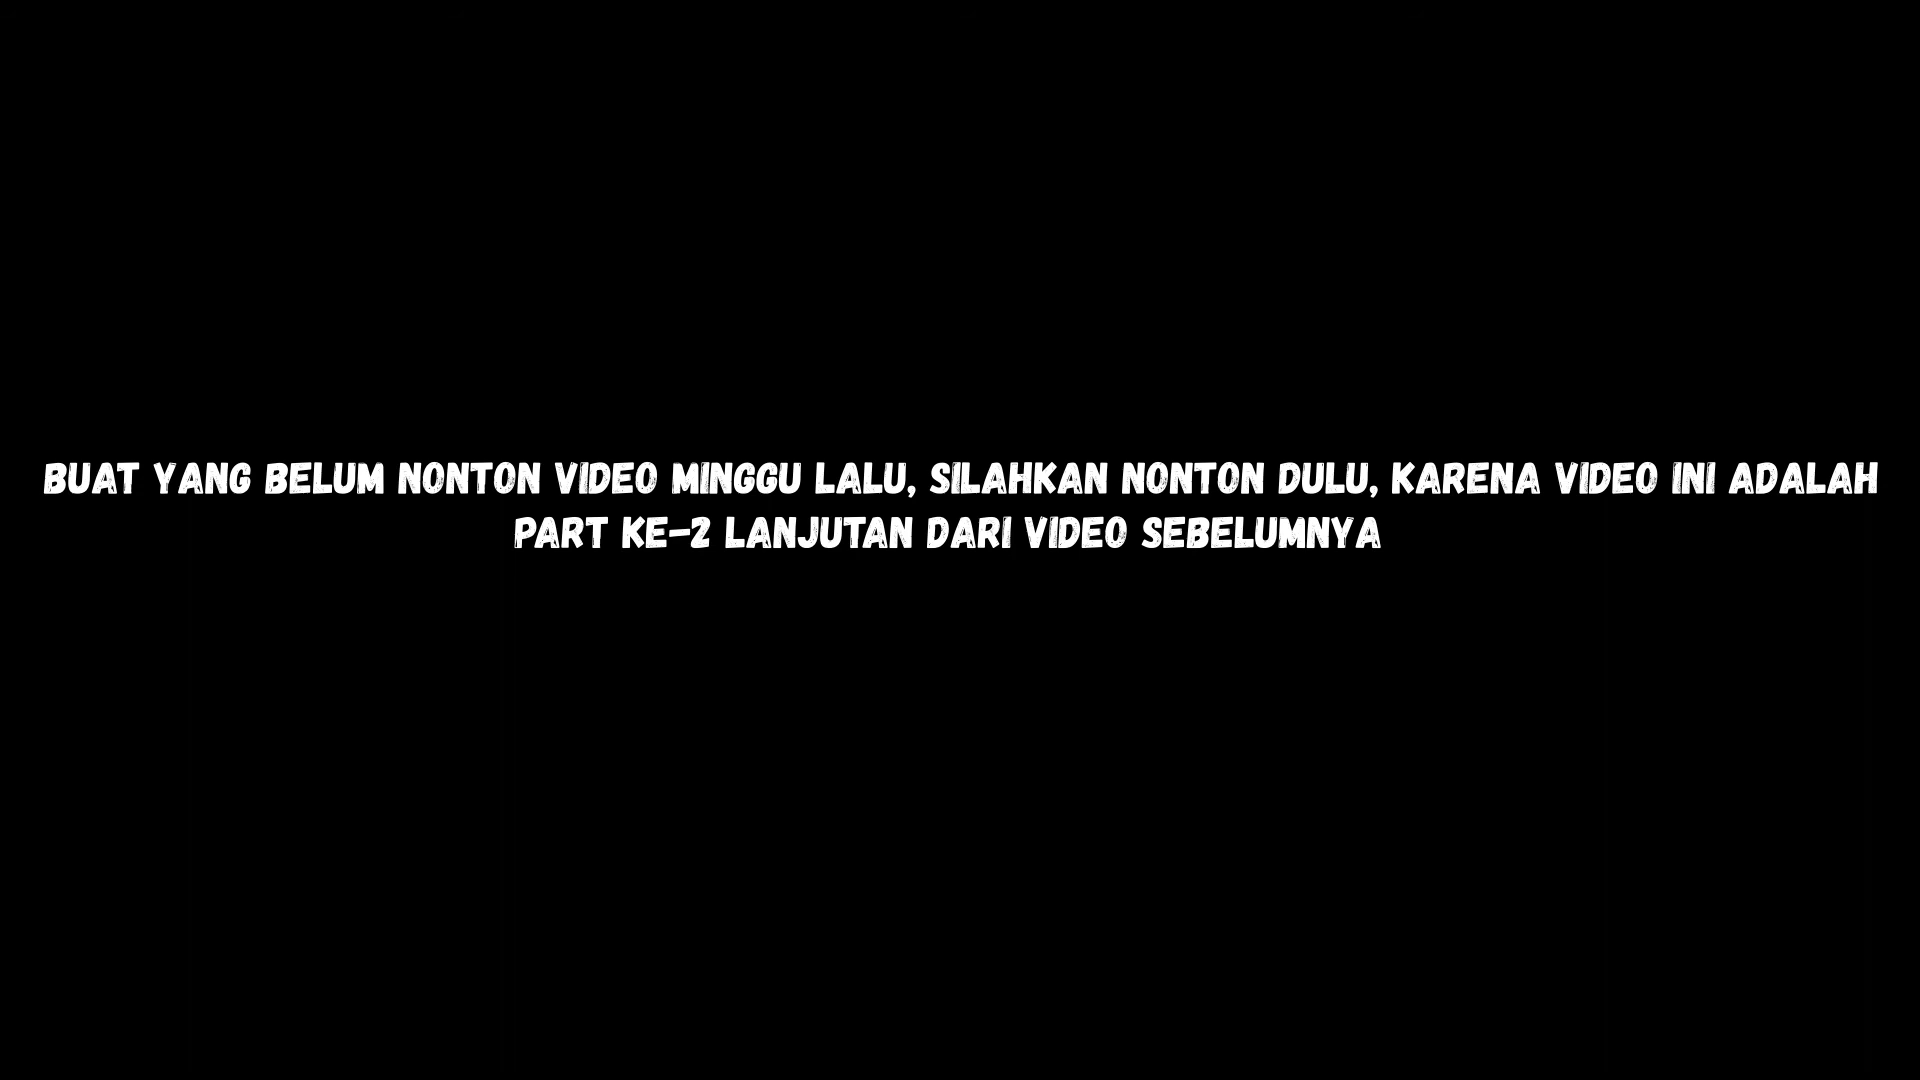 BUAT YANG BELUM NONTON VIDEO MINGGU LALU, SILAHKAN NONTON DULU, KARENA VIDEO INI ADALAH
PART KE-2 LANJUTAN DARI VIDEO SEBELUMNYA